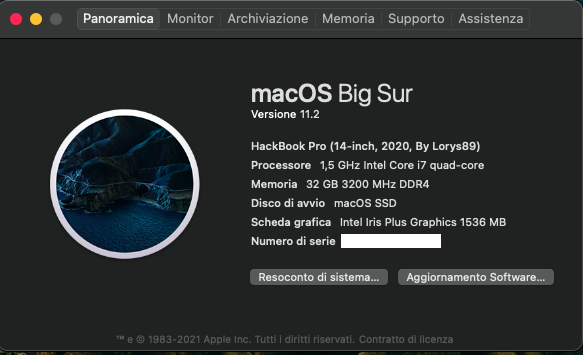 Panoramica Monitor Archiviazione Memoria Supporto Assistenza
macOS Big Sur
Versione 11.2
HackBook Pro (14-inch, 2020, By Lorys89)
Processore 1,5 GHz Intel Core i7 quad-core
Memoria 32 GB 3200 MHz DDR4
Disco di avvio macOS SSD
Scheda grafica Intel Iris Plus Graphics 1536 MB
Numero di serie
Resoconto di sistema... Aggiornamento Software...
™ e © 1983-2021 Apple Inc. Tutti i diritti riservati. Contratto di licenza